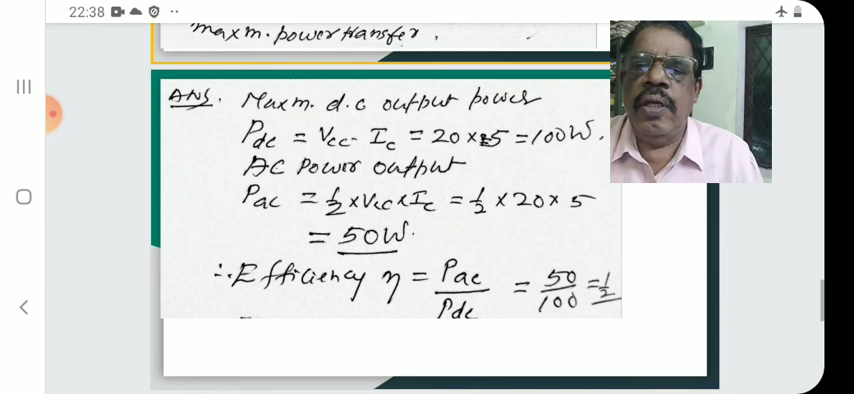 22:38
maxm. power transfer.
ANS. Maxm. d.c output power
Pdc = Vcc. Ic = 20 × 5 = 100W.
AC Power output
Pac = 1/2 × Vcc × Ic = 1/2 × 20 × 5
= 50W.
∴ Efficiency η = Pac/Pdc = 50/100 = 1/2